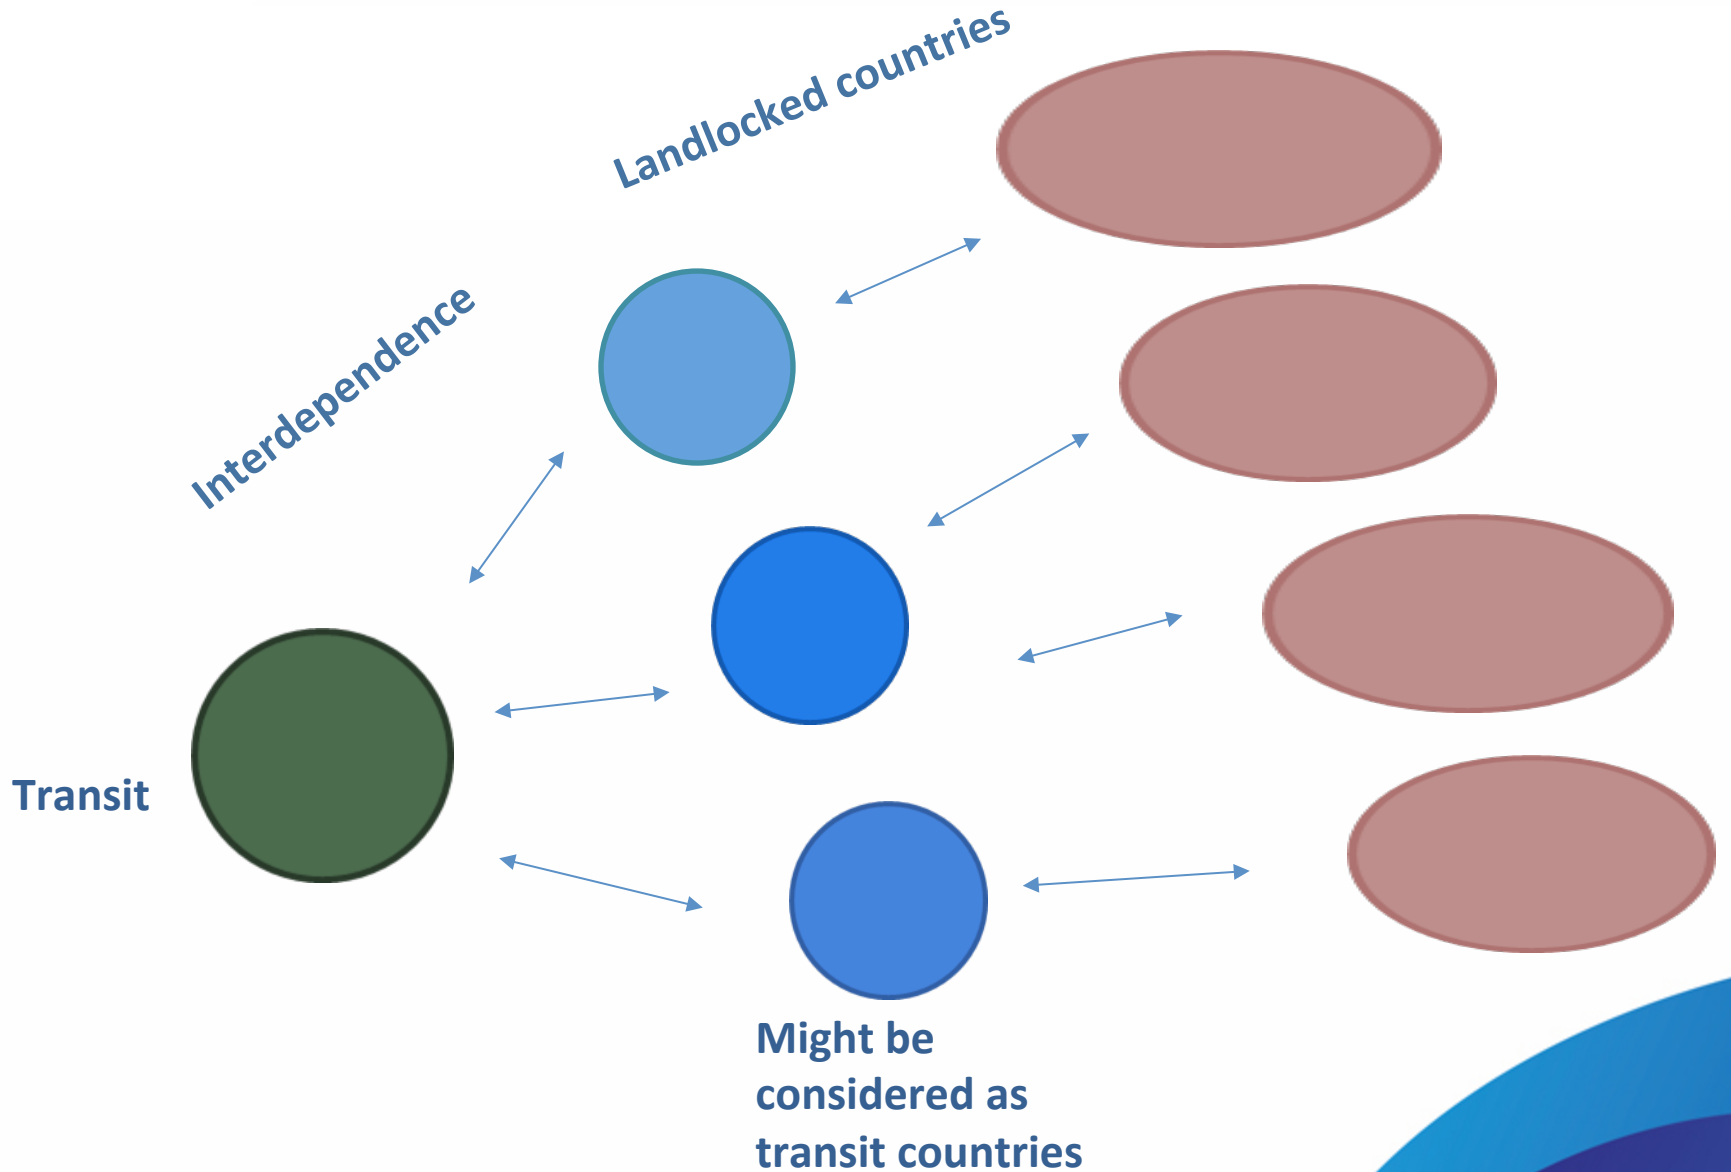 Landlocked countries
Interdependence
Transit
Might be
considered as
transit countries